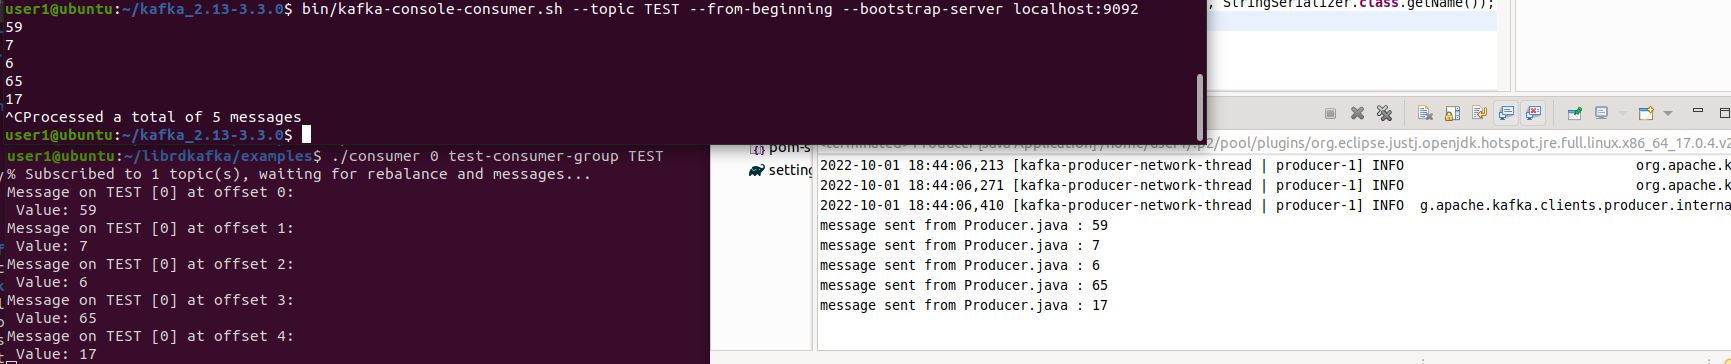 user1@ubuntu:~/kafka_2.13-3.3.0$ bin/kafka-console-consumer.sh --topic TEST --from-beginning --bootstrap-server localhost:9092
59
7
6
65
17
^CProcessed a total of 5 messages
user1@ubuntu:~/kafka_2.13-3.3.0$
user1@ubuntu:~/librdkafka/examples$ ./consumer 0 test-consumer-group TEST
% Subscribed to 1 topic(s), waiting for rebalance and messages...
Message on TEST [0] at offset 0:
Value: 59
Message on TEST [0] at offset 1:
Value: 7
Message on TEST [0] at offset 2:
Value: 6
Message on TEST [0] at offset 3:
Value: 65
Message on TEST [0] at offset 4:
Value: 17
, StringSerializer.class.getName());
pom-s
setting
<terminated> Producer [Java Application] /home/user1/.p2/pool/plugins/org.eclipse.justj.openjdk.hotspot.jre.full.linux.x86_64_17.0.4.v2
2022-10-01 18:44:06,213 [kafka-producer-network-thread | producer-1] INFO org.apache.k
2022-10-01 18:44:06,271 [kafka-producer-network-thread | producer-1] INFO org.apache.k
2022-10-01 18:44:06,410 [kafka-producer-network-thread | producer-1] INFO g.apache.kafka.clients.producer.interna
message sent from Producer.java : 59
message sent from Producer.java : 7
message sent from Producer.java : 6
message sent from Producer.java : 65
message sent from Producer.java : 17